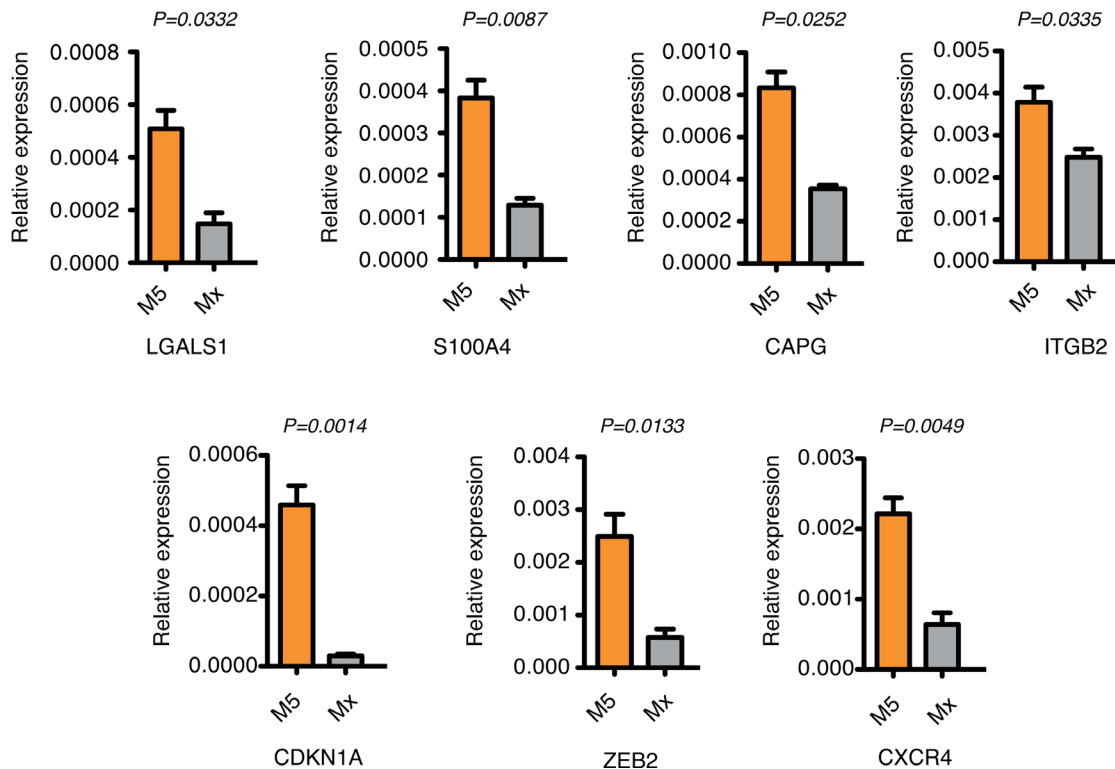 P=0.0332
Relative expression
0.0008
0.0006
0.0004
0.0002
0.0000
M5
Mx
LGALS1
P=0.0087
Relative expression
0.0005
0.0004
0.0003
0.0002
0.0001
0.0000
M5
Mx
S100A4
P=0.0252
Relative expression
0.0010
0.0008
0.0006
0.0004
0.0002
0.0000
M5
Mx
CAPG
P=0.0335
Relative expression
0.005
0.004
0.003
0.002
0.001
0.000
M5
Mx
ITGB2
P=0.0014
Relative expression
0.0006
0.0004
0.0002
0.0000
M5
Mx
CDKN1A
P=0.0133
Relative expression
0.004
0.003
0.002
0.001
0.000
M5
Mx
ZEB2
P=0.0049
Relative expression
0.003
0.002
0.001
0.000
M5
Mx
CXCR4